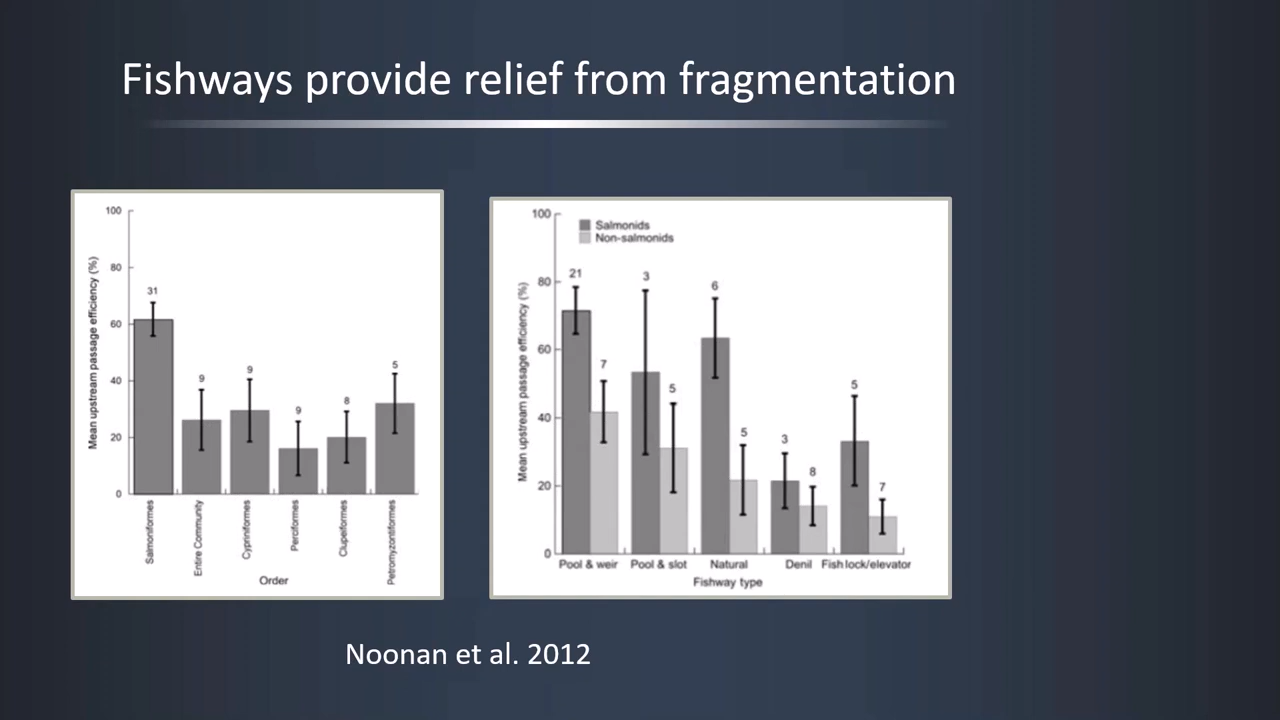 Fishways provide relief from fragmentation
100
80
60
40
20
0
Mean upstream passage efficiency (%)
31
9
9
9
8
5
Salmoniformes
Entire Community
Cypriniformes
Perciformes
Clupeiformes
Petromyzontiformes
Order
100
80
60
40
20
0
Mean upstream passage efficiency (%)
Salmonids
Non-salmonids
21
7
3
5
6
5
3
8
5
7
Pool & weir
Pool & slot
Natural
Denil
Fish lock/elevator
Fishway type
Noonan et al. 2012